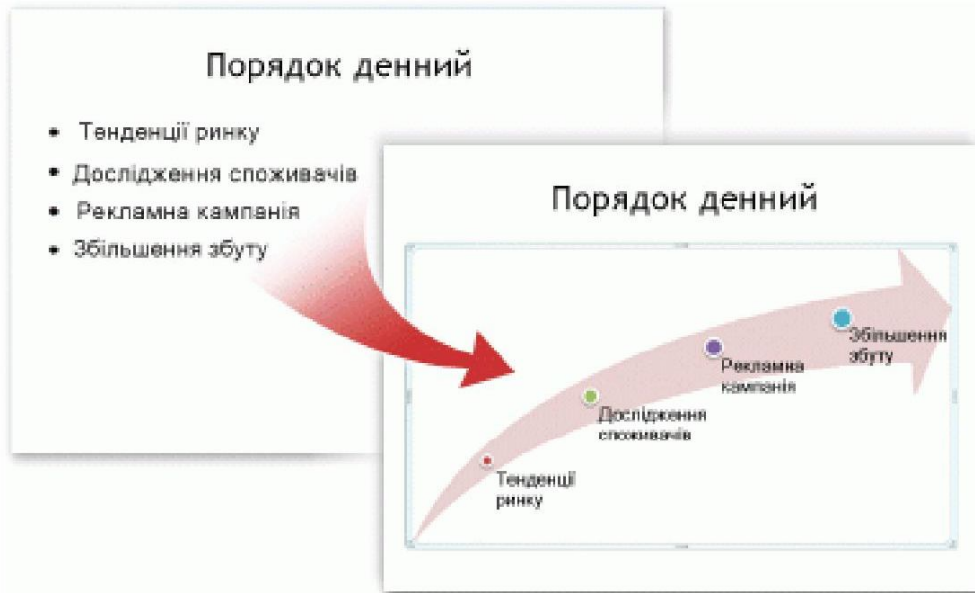 Порядок денний
Тенденції ринку
Дослідження споживачів
Рекламна кампанія
Збільшення збуту
Порядок денний
Збільшення
збуту
Рекламна
кампанія
Дослідження
споживачів
Тенденції
ринку